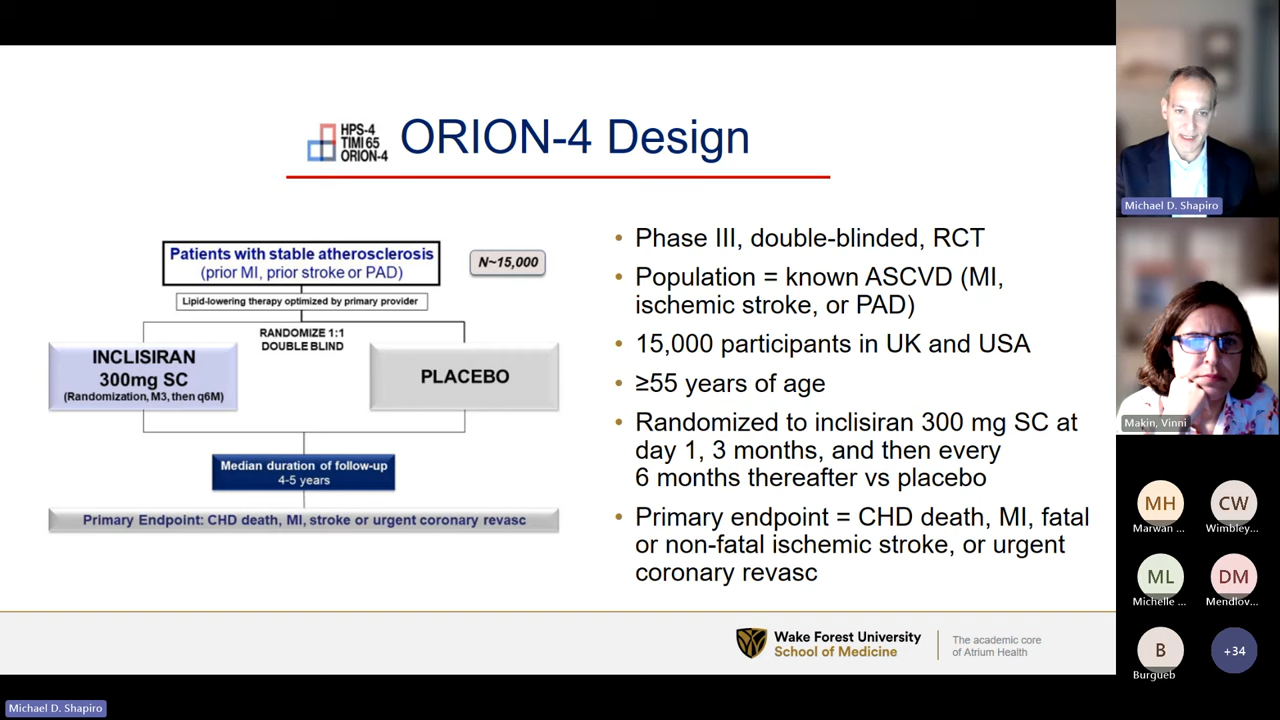 HPS-4
TIMI 65
ORION-4
ORION-4 Design
Patients with stable atherosclerosis
(prior MI, prior stroke or PAD)
N~15,000
Lipid-lowering therapy optimized by primary provider
RANDOMIZE 1:1
DOUBLE BLIND
INCLISIRAN
300mg SC
(Randomization, M3, then q6M)
PLACEBO
Median duration of follow-up
4-5 years
Primary Endpoint: CHD death, MI, stroke or urgent coronary revasc
• Phase III, double-blinded, RCT
• Population = known ASCVD (MI,
ischemic stroke, or PAD)
• 15,000 participants in UK and USA
• ≥55 years of age
• Randomized to inclisiran 300 mg SC at
day 1, 3 months, and then every
6 months thereafter vs placebo
• Primary endpoint = CHD death, MI, fatal
or non-fatal ischemic stroke, or urgent
coronary revasc
Wake Forest University
School of Medicine
The academic core
of Atrium Health
Michael D. Shapiro
Makin, Vinni
MH
Marwan ...
CW
Wimbley...
ML
Michelle ...
DM
Mendlov...
B
Burgueb
+34
Michael D. Shapiro